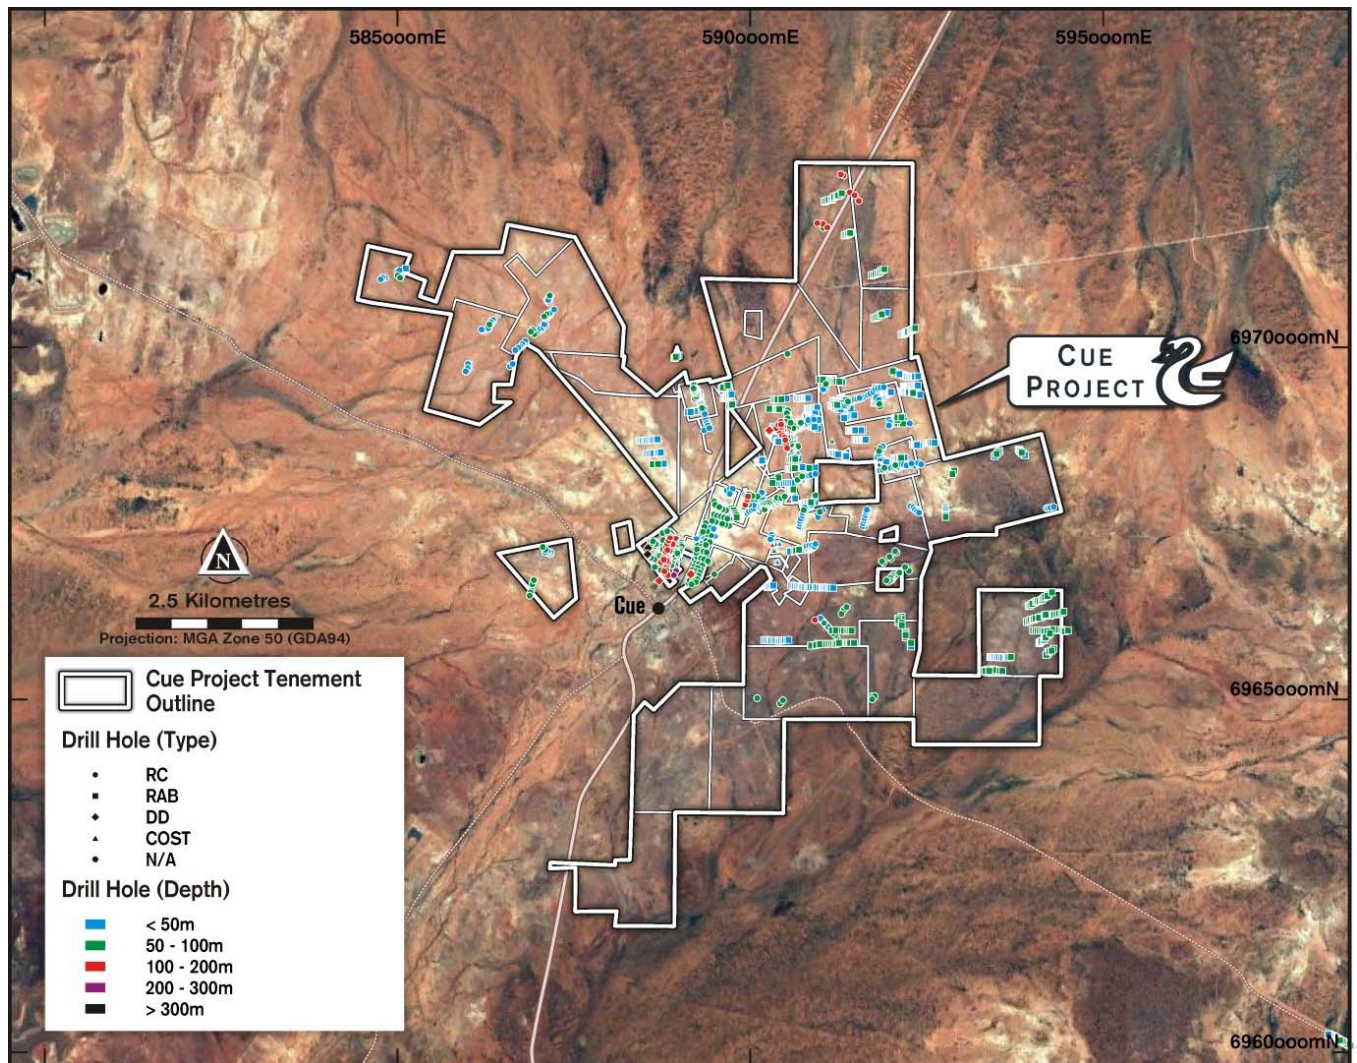 585000mE
590000mE
595000mE
6970000mN
CUE
PROJECT
N
2.5 Kilometres
Projection: MGA Zone 50 (GDA94)
Cue
6965000mN
Cue Project Tenement
Outline
Drill Hole (Type)
RC
RAB
DD
COST
N/A
Drill Hole (Depth)
< 50m
50 - 100m
100 - 200m
200 - 300m
> 300m
6960000mN